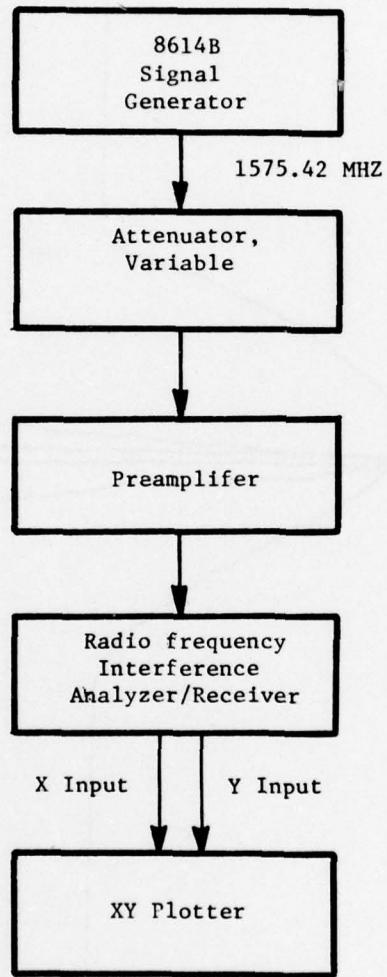 8614B
Signal
Generator
1575.42 MHZ
Attenuator,
Variable
Preamplifer
Radio frequency
Interference
Analyzer/Receiver
X Input
Y Input
XY Plotter